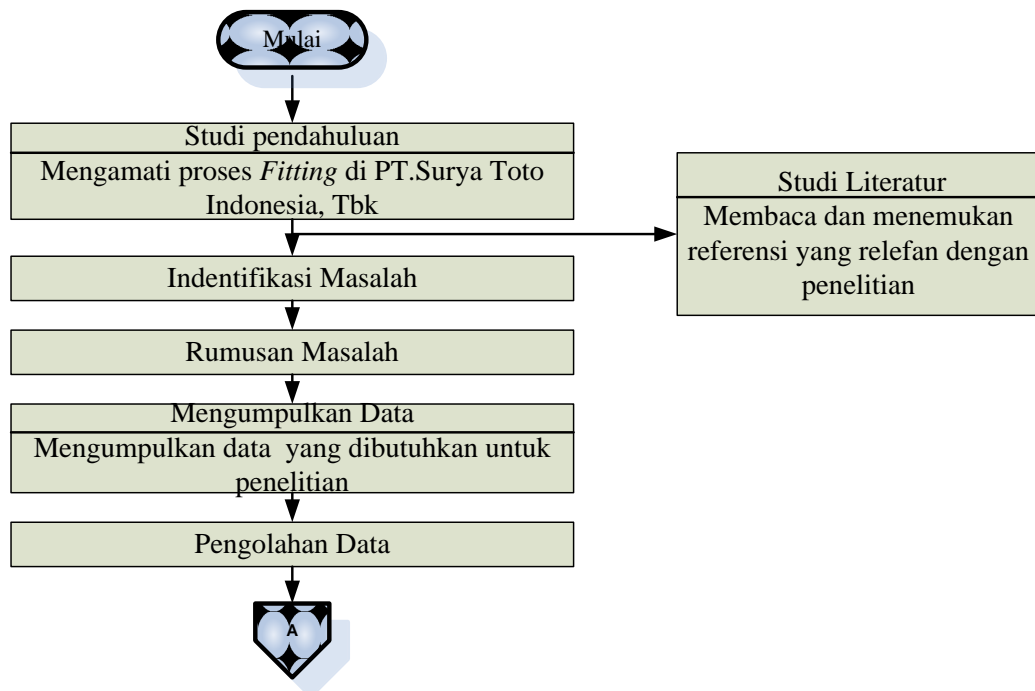 Mulai
Studi pendahuluan
Mengamati proses Fitting di PT.Surya Toto
Indonesia, Tbk
Studi Literatur
Membaca dan menemukan
referensi yang relefan dengan
penelitian
Indentifikasi Masalah
Rumusan Masalah
Mengumpulkan Data
Mengumpulkan data  yang dibutuhkan untuk
penelitian
Pengolahan Data
A